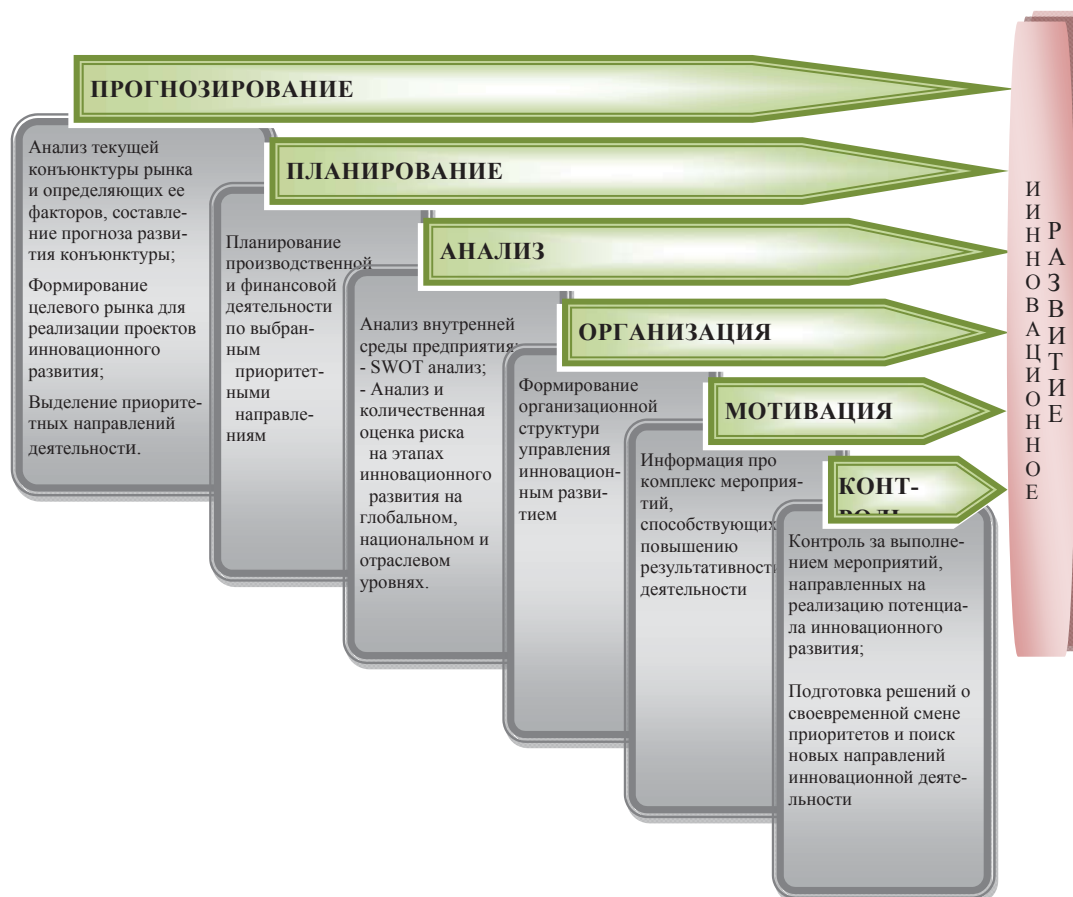 ПРОГНОЗИРОВАНИЕ
Анализ текущей
конъюнктуры рынка
и определяющих ее
факторов, составле-
ние прогноза разви-
тия конъюнктуры;
Формирование
целевого рынка для
реализации проектов
инновационного
развития;
Выделение приорите-
тных направлений
деятельности.
ПЛАНИРОВАНИЕ
Планирование
производственной
и финансовой
деятельности
по выбран-
ным
приоритет-
ными
направле-
ниям
АНАЛИЗ
Анализ внутренней
среды предприятия;
- SWOT анализ;
- Анализ и
количественная
оценка риска
на этапах
инновационного
развития на
глобальном,
национальном и
отраслевом
уровнях.
ОРГАНИЗАЦИЯ
Формирование
организационной
структури
управления
инновацион-
ным разви-
тием
МОТИВАЦИЯ
Информация про
комплекс мероприя-
тий,
способствующих
повышению
результативности
деятельности
КОНТ-
РОЛЬ
Контроль за выполне-
нием мероприятий,
направленных на
реализацию потенциа-
ла инновационного
развития;
Подготовка решений о
своевременной смене
приоритетов и поиск
новых направлений
инновационной деяте-
льности
ИИННОВАЦИОННОЕ
РАЗВИТИЕ